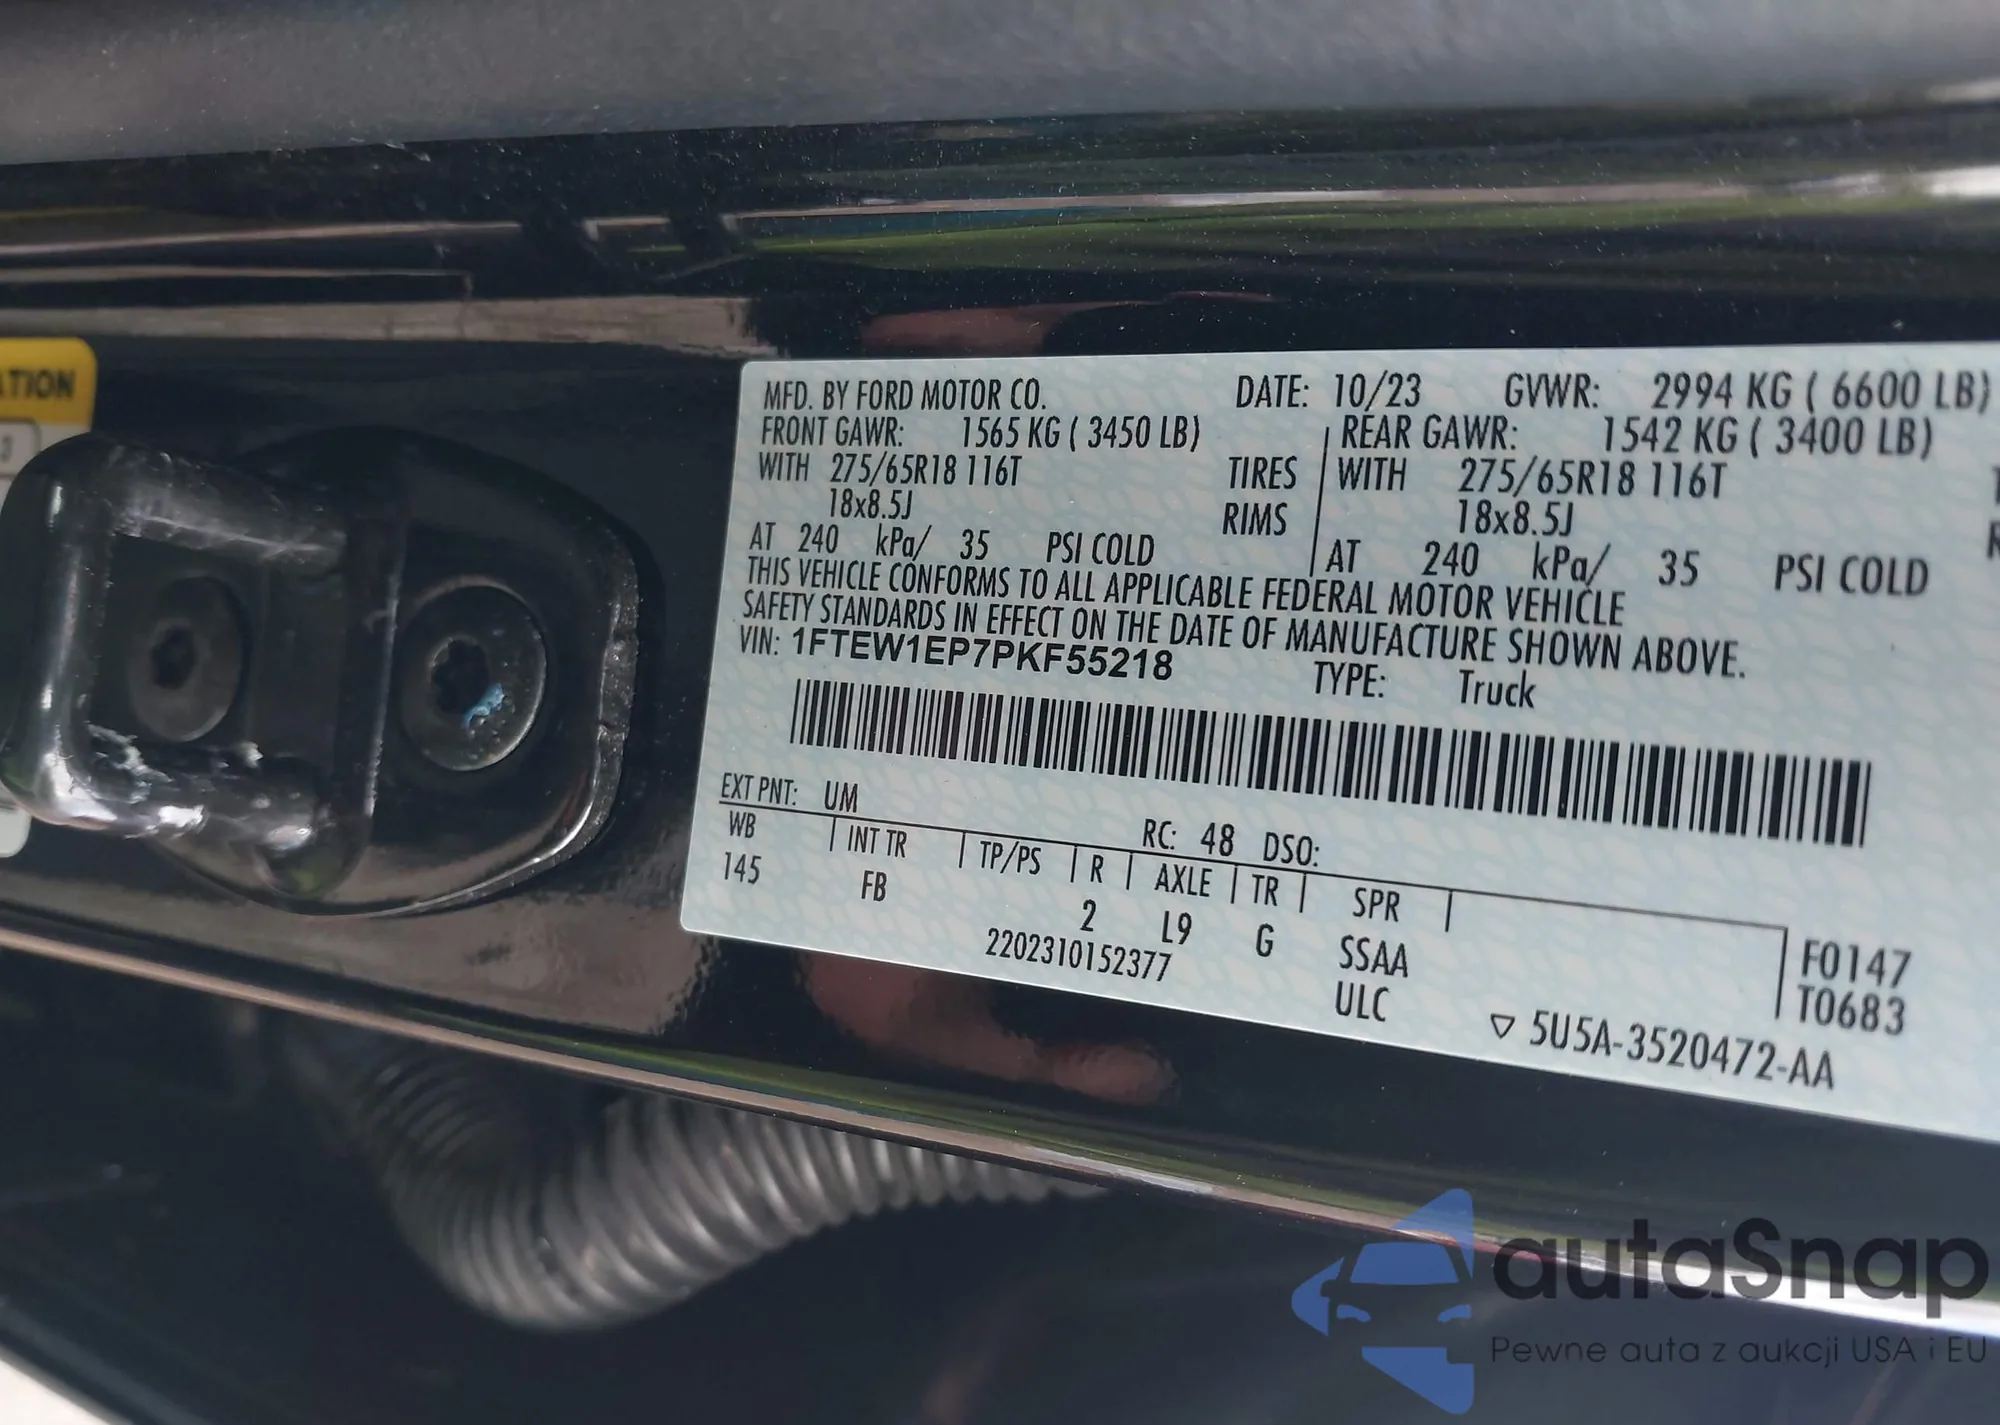 ATION
3
MFD. BY FORD MOTOR CO. DATE: 10/23 GVWR: 2994 KG ( 6600 LB)
FRONT GAWR: 1565 KG ( 3450 LB) REAR GAWR: 1542 KG ( 3400 LB)
WITH 275/65R18 116T TIRES WITH 275/65R18 116T
18x8.5J RIMS 18x8.5J
AT 240 kPa/ 35 PSI COLD AT 240 kPa/ 35 PSI COLD
THIS VEHICLE CONFORMS TO ALL APPLICABLE FEDERAL MOTOR VEHICLE
SAFETY STANDARDS IN EFFECT ON THE DATE OF MANUFACTURE SHOWN ABOVE.
VIN: 1FTEW1EP7PKF55218 TYPE: Truck
EXT PNT: UM RC: 48 DSO:
WB INT TR TP/PS R AXLE TR SPR
145 FB 2 L9 G SSAA F0147
2202310152377 ULC T0683
▽ 5U5A-3520472-AA
autaSnap
Pewne auta z aukcji USA i EU